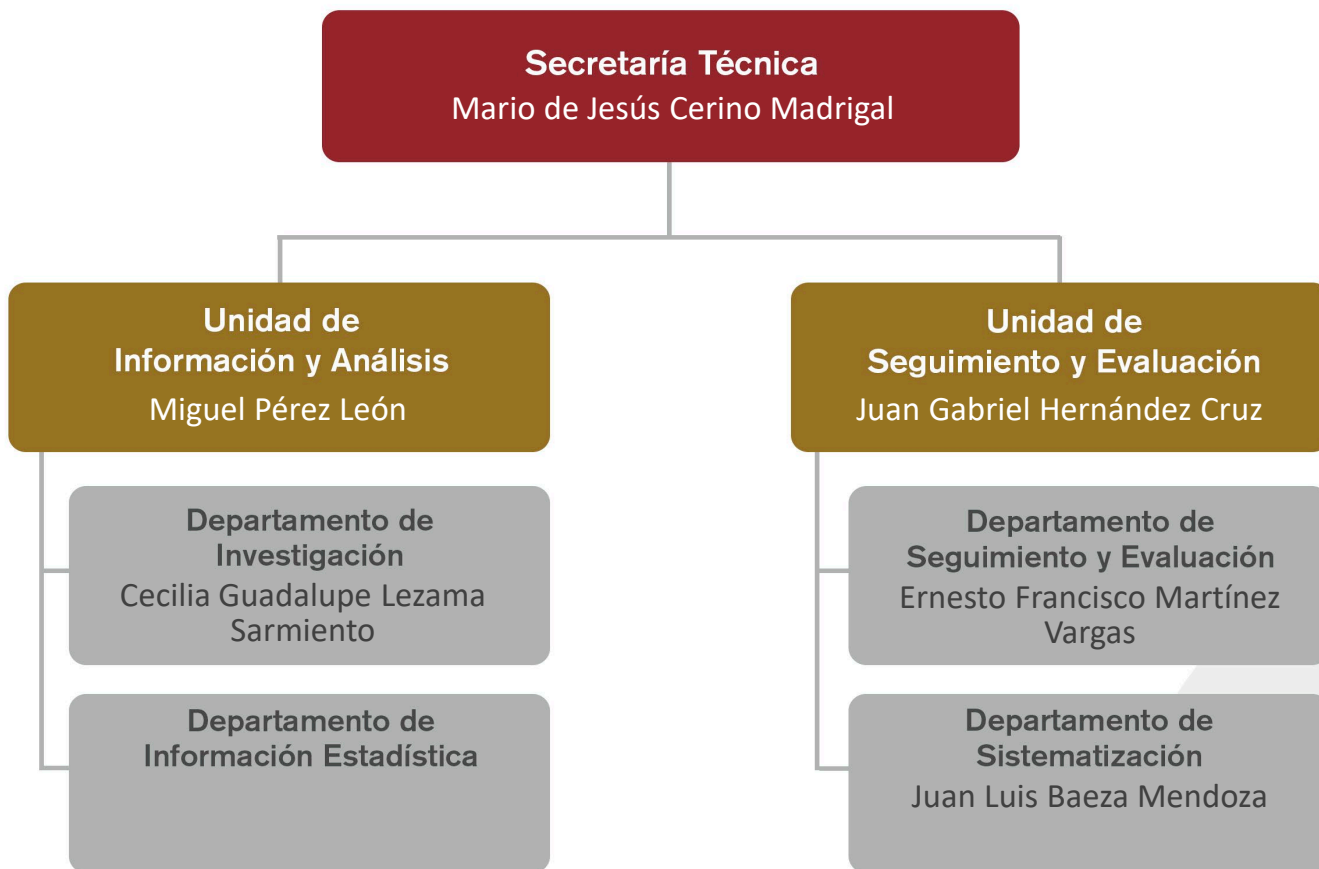 Secretaría Técnica
Mario de Jesús Cerino Madrigal
Unidad de
Información y Análisis
Miguel Pérez León
Unidad de
Seguimiento y Evaluación
Juan Gabriel Hernández Cruz
Departamento de
Investigación
Cecilia Guadalupe Lezama
Sarmiento
Departamento de
Seguimiento y Evaluación
Ernesto Francisco Martínez
Vargas
Departamento de
Información Estadística
Departamento de
Sistematización
Juan Luis Baeza Mendoza